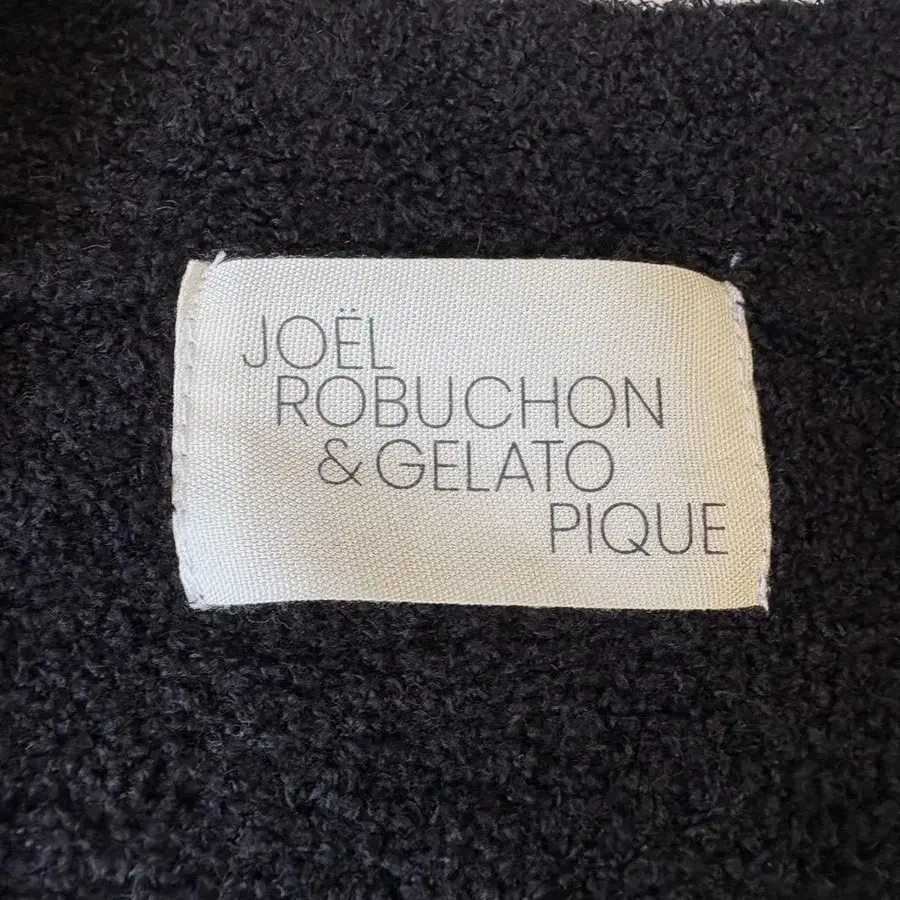 JOËL
ROBUCHON
& GELATO
PIQUE